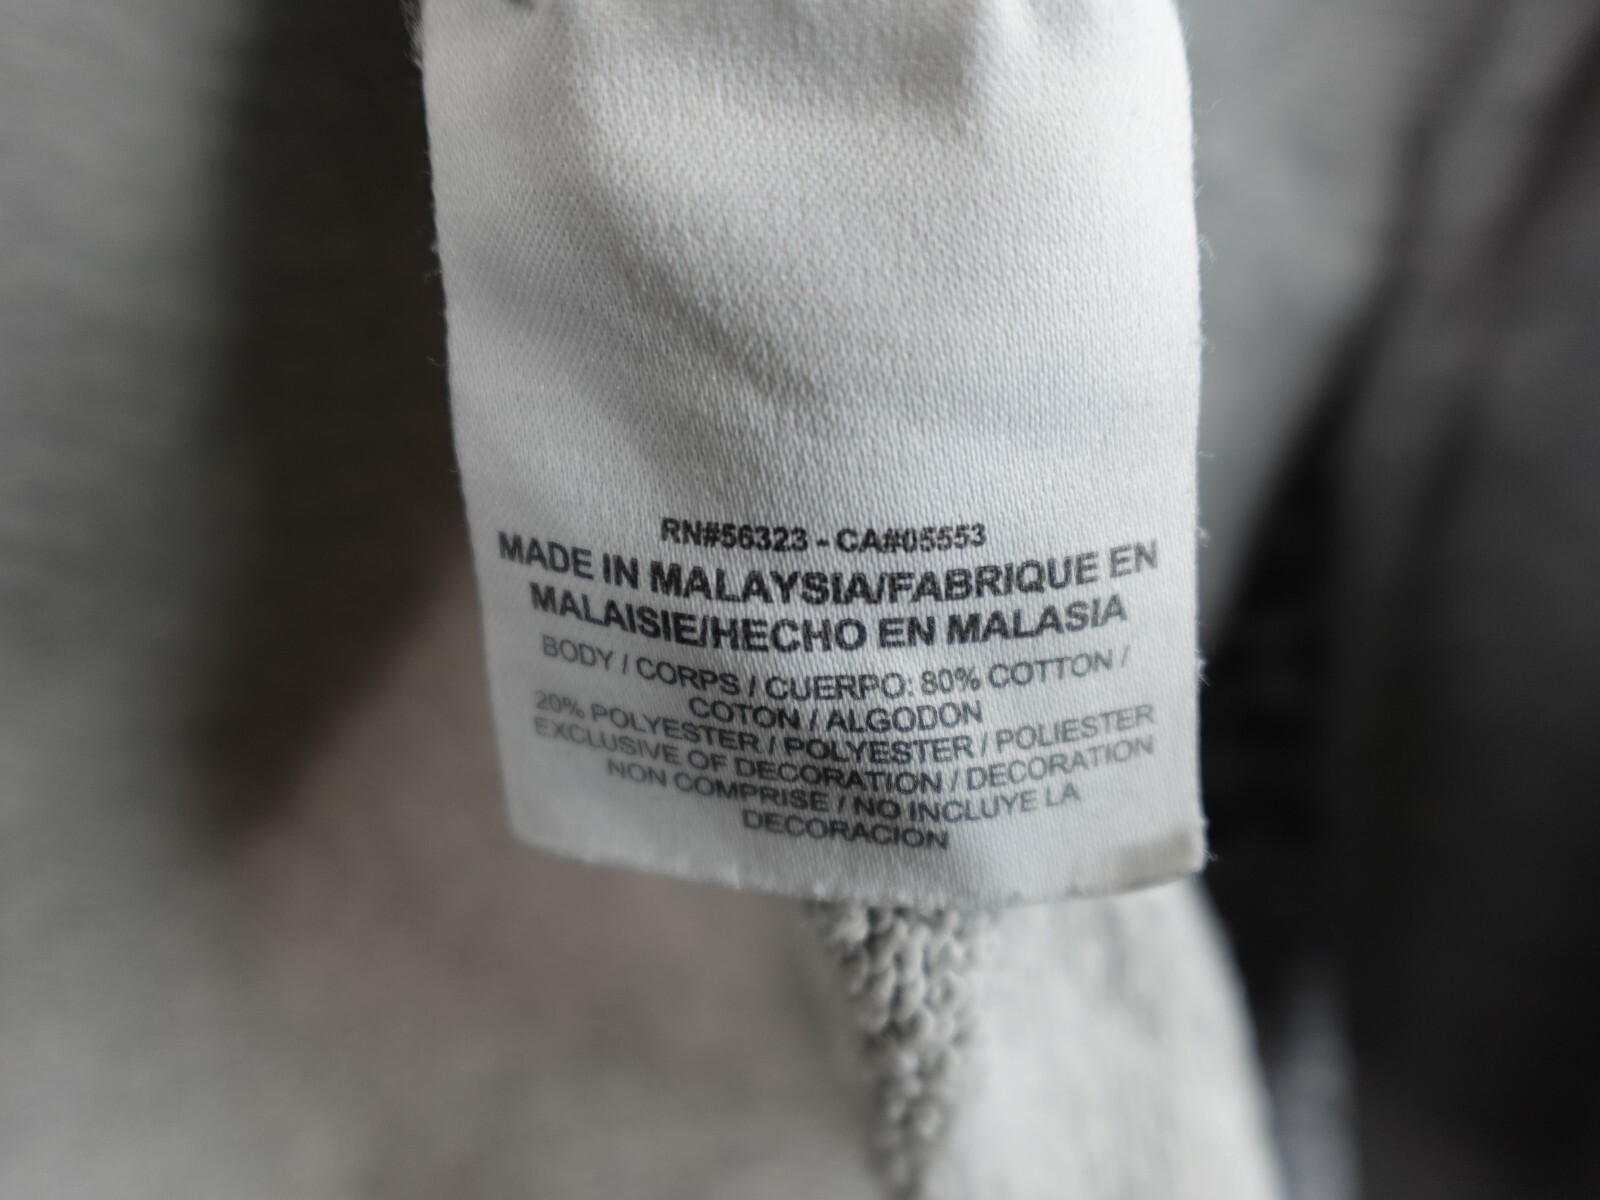 RN#56323 - CA#05553
MADE IN MALAYSIA/FABRIQUE EN
MALAISIE/HECHO EN MALASIA
BODY / CORPS / CUERPO: 80% COTTON /
COTON / ALGODON
20% POLYESTER / POLYESTER / POLIESTER
EXCLUSIVE OF DECORATION / DECORATION
NON COMPRISE / NO INCLUYE LA
DECORACION